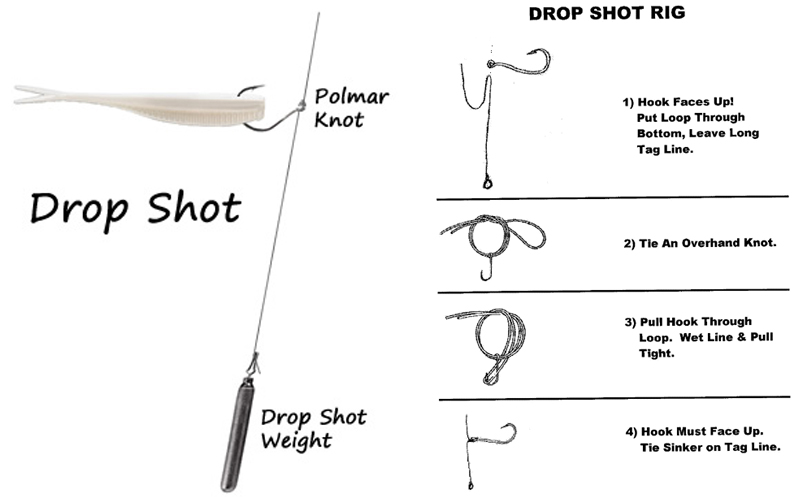 Polmar
Knot
Drop Shot
Drop Shot
Weight
DROP SHOT RIG
1) Hook Faces Up!
Put Loop Through
Bottom, Leave Long
Tag Line.
2) Tie An Overhand Knot.
3) Pull Hook Through
Loop. Wet Line & Pull
Tight.
4) Hook Must Face Up.
Tie Sinker on Tag Line.